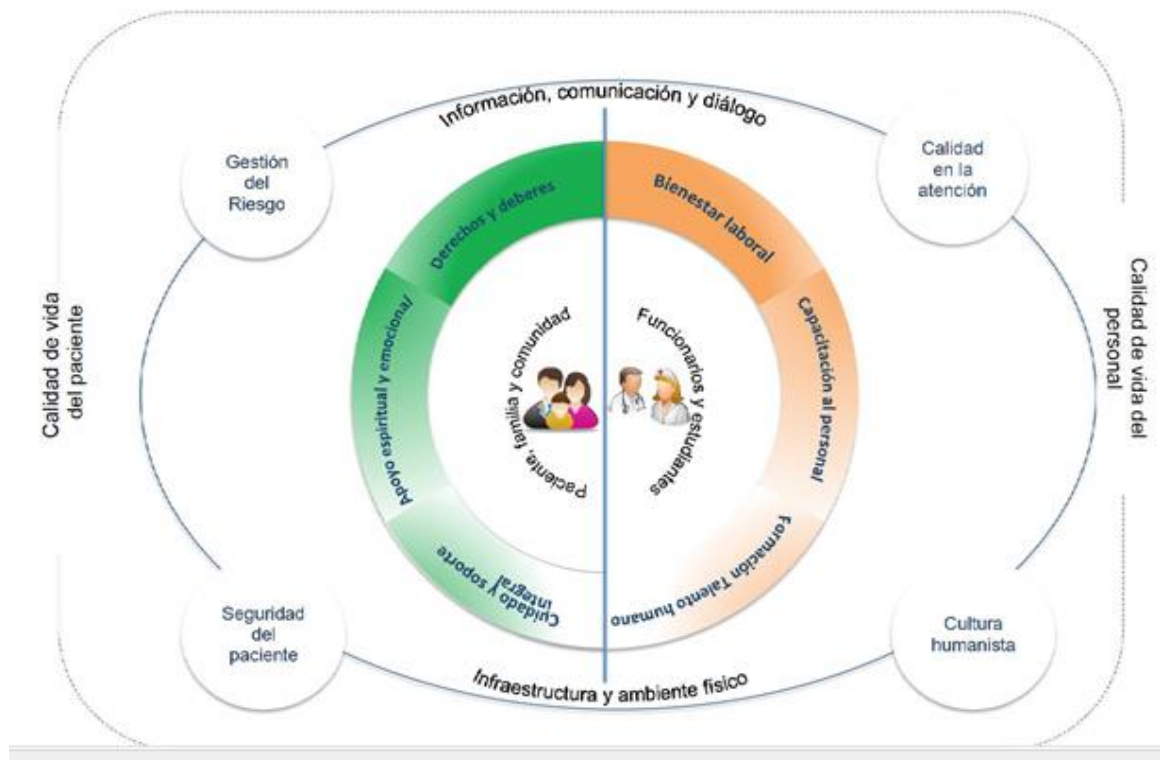 Información, comunicación y diálogo
Gestión
del
Riesgo
Calidad
en la
atención
Derechos y deberes
Bienestar laboral
Calidad de vida
del paciente
Apoyo espiritual y emocional
Paciente, familia y comunidad
Funcionarios y estudiantes
Capacitación al personal
Calidad de vida del
personal
Cuidado y soporte
integral
Formación Talento humano
Seguridad
del
paciente
Cultura
humanista
Infraestructura y ambiente físico